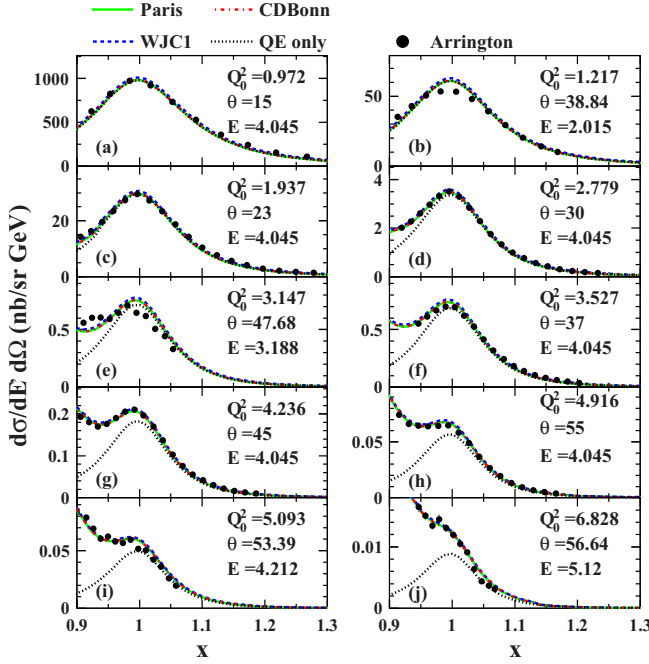 Paris CDBonn
WJC1 QE only Arrington
dσ/dE′ dΩ (nb/sr GeV)
1000
500
0
(a)
Q₀²=0.972
θ =15
E =4.045
50
0
(b)
Q₀²=1.217
θ =38.84
E =2.015
20
0
(c)
Q₀²=1.937
θ =23
E =4.045
4
2
0
(d)
Q₀²=2.779
θ =30
E =4.045
0.5
0
(e)
Q₀²=3.147
θ =47.68
E =3.188
0.5
0
(f)
Q₀²=3.527
θ =37
E =4.045
0.2
0.1
0
(g)
Q₀²=4.236
θ =45
E =4.045
0.05
0
(h)
Q₀²=4.916
θ =55
E =4.045
0.05
0
(i)
Q₀²=5.093
θ =53.39
E =4.212
0.01
0
(j)
Q₀²=6.828
θ =56.64
E =5.12
0.9 1 1.1 1.2 1.3
0.9 1 1.1 1.2 1.3
x x